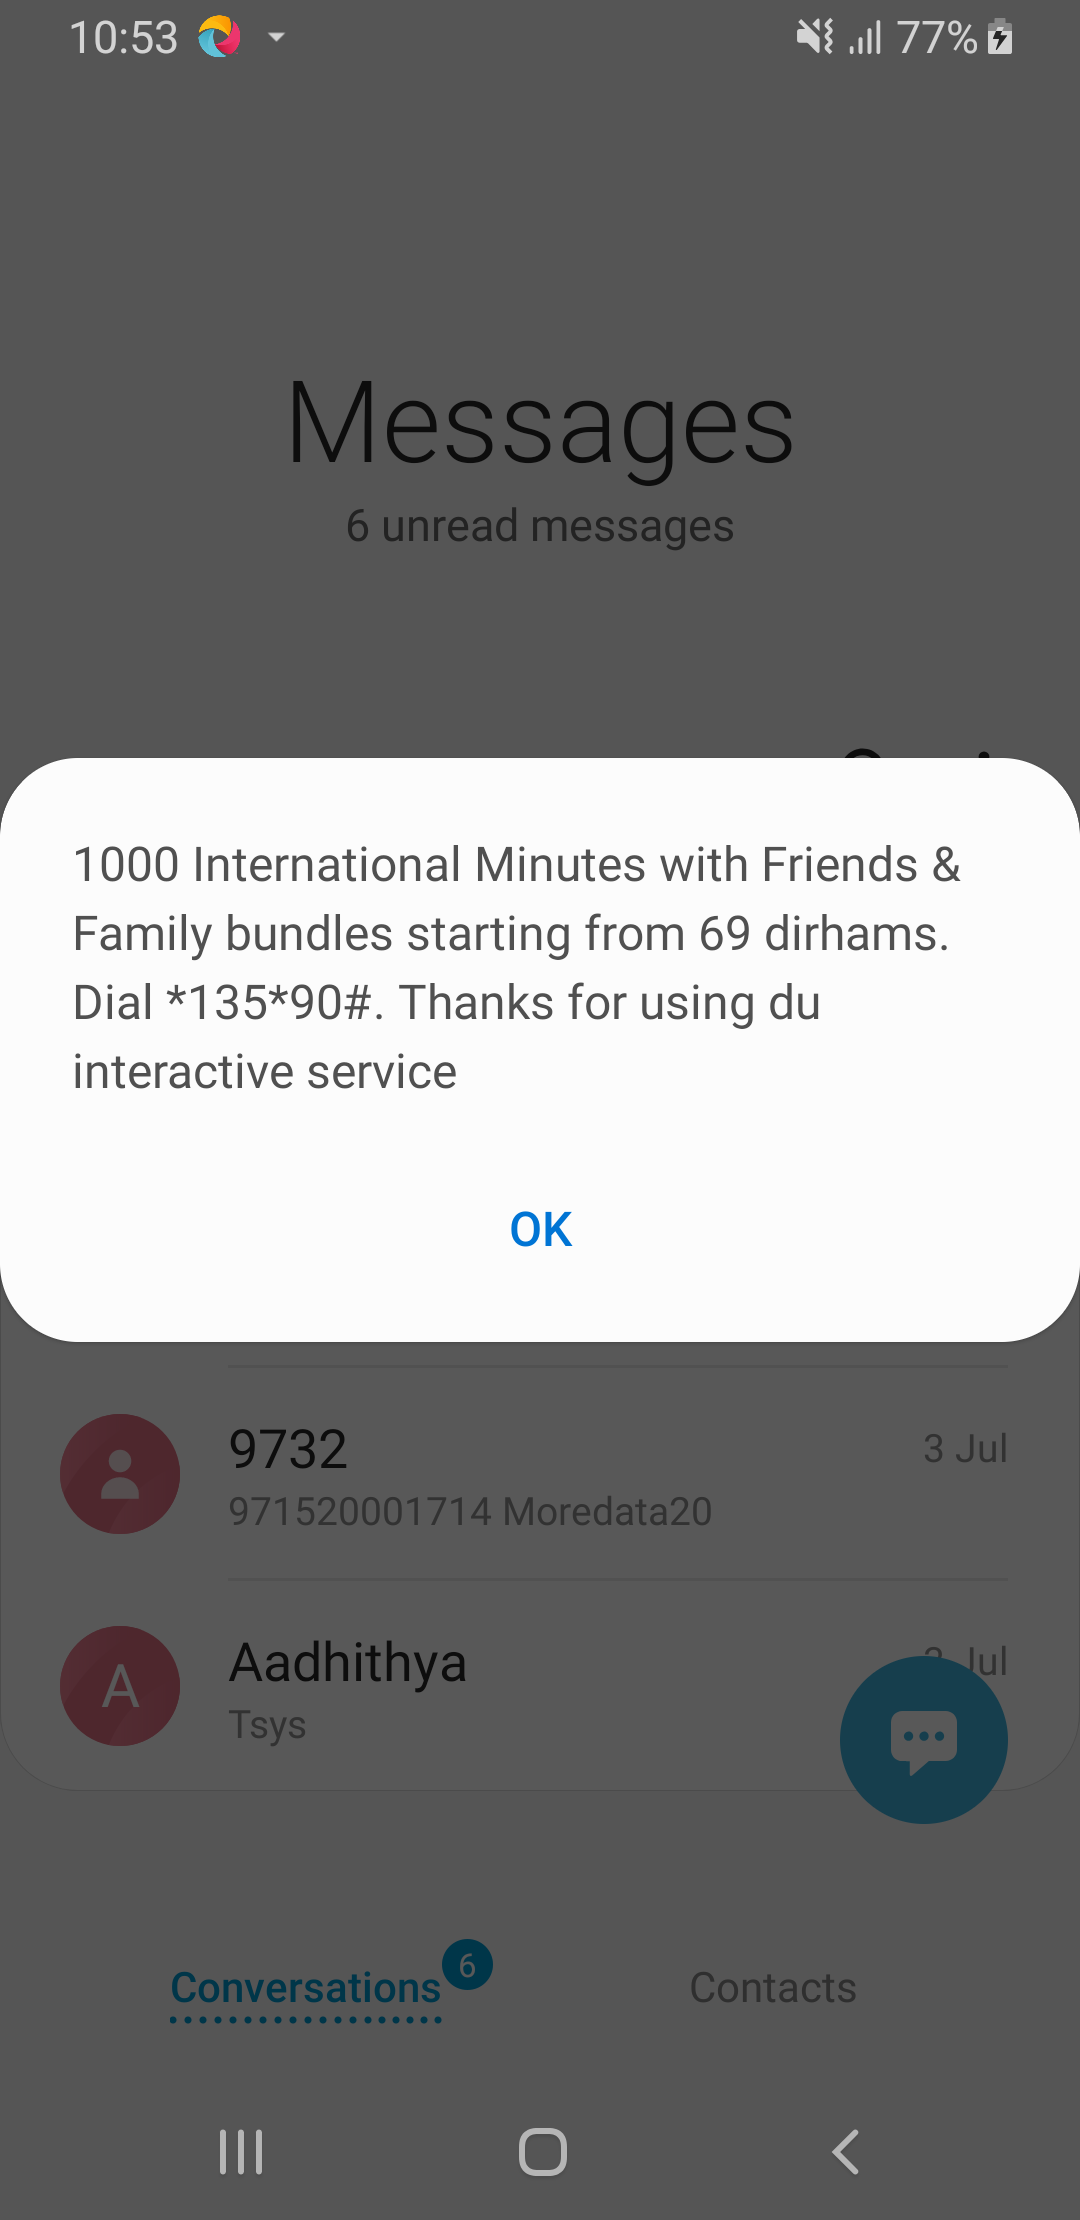 10:53
77%
Messages
6 unread messages
1000 International Minutes with Friends &
Family bundles starting from 69 dirhams.
Dial *135*90#. Thanks for using du
interactive service
OK
9732
3 Jul
971520001714 Moredata20
Aadhithya
Jul
Tsys
A
Conversations
6
Contacts